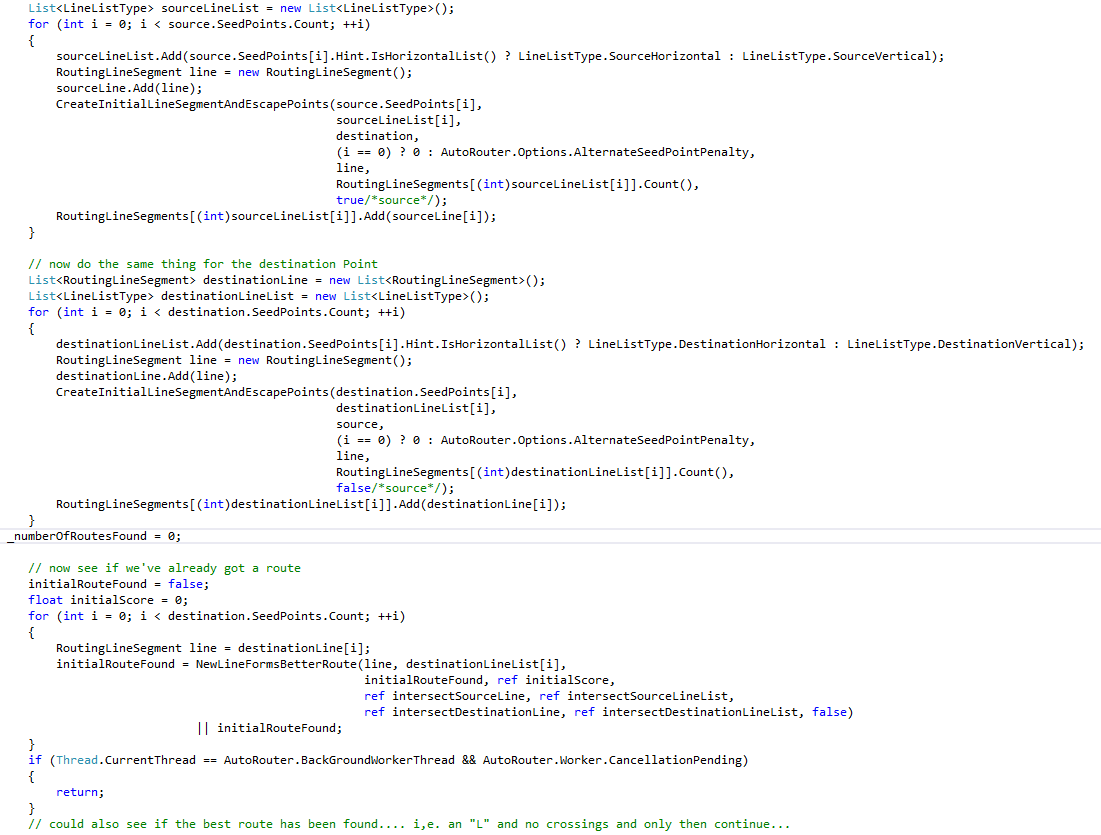 List<LineListType> sourceLineList = new List<LineListType>();
for (int i = 0; i < source.SeedPoints.Count; ++i)
{
    sourceLineList.Add(source.SeedPoints[i].Hint.IsHorizontalList() ? LineListType.SourceHorizontal : LineListType.SourceVertical);
    RoutingLineSegment line = new RoutingLineSegment();
    sourceLine.Add(line);
    CreateInitialLineSegmentAndEscapePoints(source.SeedPoints[i],
                                            sourceLineList[i],
                                            destination,
                                            (i == 0) ? 0 : AutoRouter.Options.AlternateSeedPointPenalty,
                                            line,
                                            RoutingLineSegments[(int)sourceLineList[i]].Count(),
                                            true/*source*/);
    RoutingLineSegments[(int)sourceLineList[i]].Add(sourceLine[i]);
}

// now do the same thing for the destination Point
List<RoutingLineSegment> destinationLine = new List<RoutingLineSegment>();
List<LineListType> destinationLineList = new List<LineListType>();
for (int i = 0; i < destination.SeedPoints.Count; ++i)
{
    destinationLineList.Add(destination.SeedPoints[i].Hint.IsHorizontalList() ? LineListType.DestinationHorizontal : LineListType.DestinationVertical);
    RoutingLineSegment line = new RoutingLineSegment();
    destinationLine.Add(line);
    CreateInitialLineSegmentAndEscapePoints(destination.SeedPoints[i],
                                            destinationLineList[i],
                                            source,
                                            (i == 0) ? 0 : AutoRouter.Options.AlternateSeedPointPenalty,
                                            line,
                                            RoutingLineSegments[(int)destinationLineList[i]].Count(),
                                            false/*source*/);
    RoutingLineSegments[(int)destinationLineList[i]].Add(destinationLine[i]);
}
_numberOfRoutesFound = 0;

// now see if we've already got a route
initialRouteFound = false;
float initialScore = 0;
for (int i = 0; i < destination.SeedPoints.Count; ++i)
{
    RoutingLineSegment line = destinationLine[i];
    initialRouteFound = NewLineFormsBetterRoute(line, destinationLineList[i],
                                                initialRouteFound, ref initialScore,
                                                ref intersectSourceLine, ref intersectSourceLineList,
                                                ref intersectDestinationLine, ref intersectDestinationLineList, false)
                        || initialRouteFound;
}
if (Thread.CurrentThread == AutoRouter.BackGroundWorkerThread && AutoRouter.Worker.CancellationPending)
{
    return;
}
// could also see if the best route has been found.... i,e. an "L" and no crossings and only then continue...